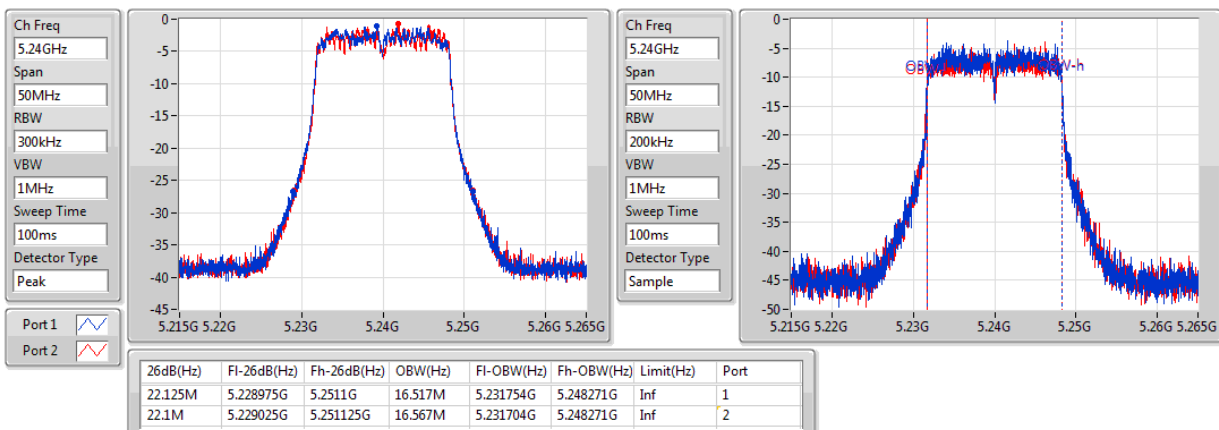 Ch Freq
5.24GHz
Span
50MHz
RBW
300kHz
VBW
1MHz
Sweep Time
100ms
Detector Type
Peak
Port 1
Port 2
0
-5
-10
-15
-20
-25
-30
-35
-40
-45
5.215G 5.22G 5.23G 5.24G 5.25G 5.26G 5.265G
Ch Freq
5.24GHz
Span
50MHz
RBW
200kHz
VBW
1MHz
Sweep Time
100ms
Detector Type
Sample
0
-5
-10
-15
-20
-25
-30
-35
-40
-45
-50
5.215G 5.22G 5.23G 5.24G 5.25G 5.26G 5.265G
26dB(Hz) Fl-26dB(Hz) Fh-26dB(Hz) OBW(Hz) Fl-OBW(Hz) Fh-OBW(Hz) Limit(Hz) Port
22.125M 5.228975G 5.2511G 16.517M 5.231754G 5.248271G Inf 1
22.1M 5.229025G 5.251125G 16.567M 5.231704G 5.248271G Inf 2